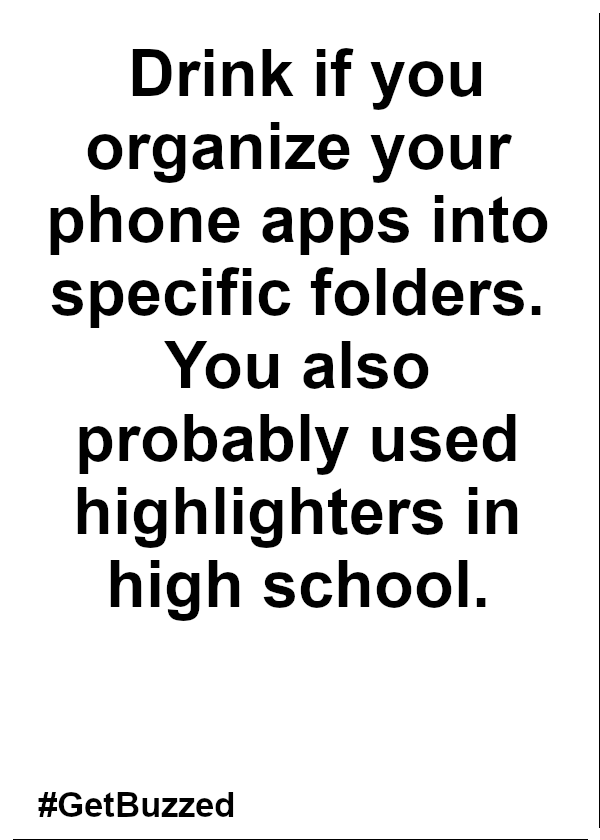 Drink if you
organize your
phone apps into
specific folders.
You also
probably used
highlighters in
high school.
#GetBuzzed